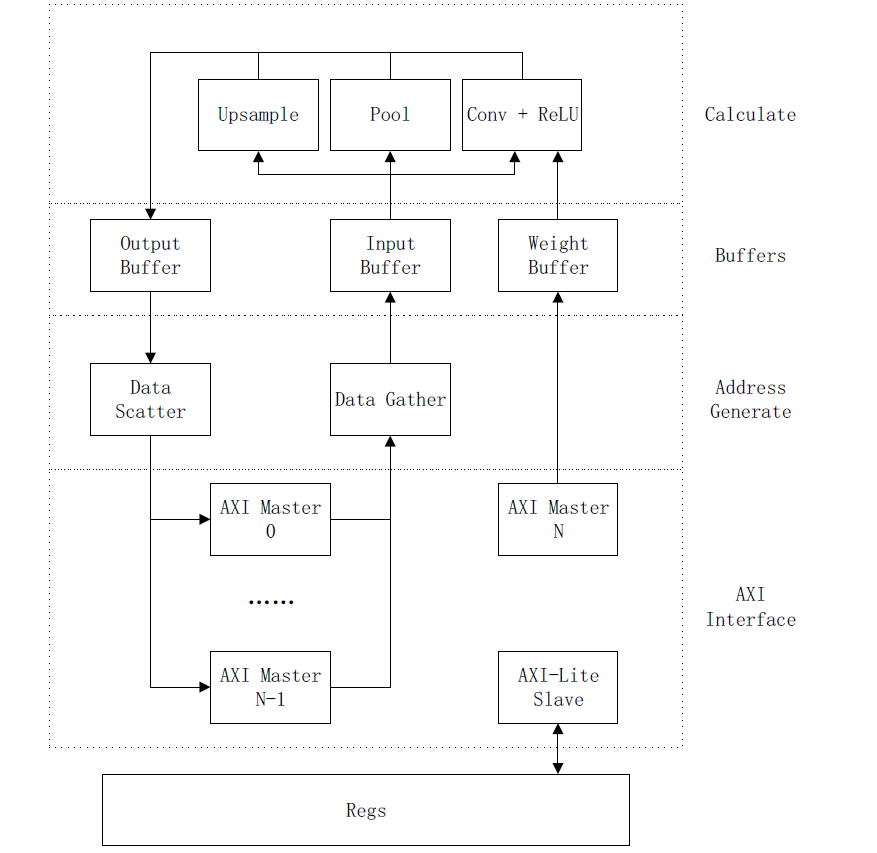 Upsample
Pool
Conv + ReLU
Calculate
Output
Buffer
Input
Buffer
Weight
Buffer
Buffers
Data
Scatter
Data Gather
Address
Generate
AXI Master
0
AXI Master
N
……
AXI
Interface
AXI Master
N-1
AXI-Lite
Slave
Regs